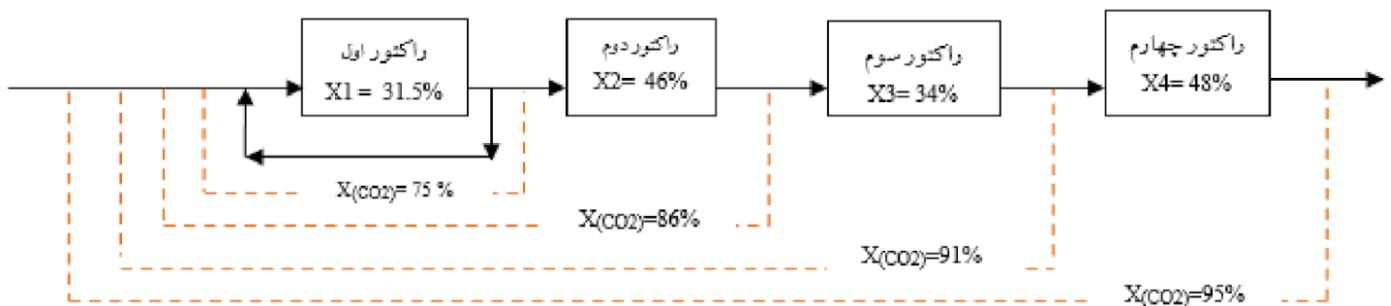 راکتور اول
X1 = 31.5%
راکتور دوم
X2= 46%
راکتور سوم
X3= 34%
راکتور چهارم
X4= 48%
X(CO2)= 75 %
X(CO2)=86%
X(CO2)=91%
X(CO2)=95%